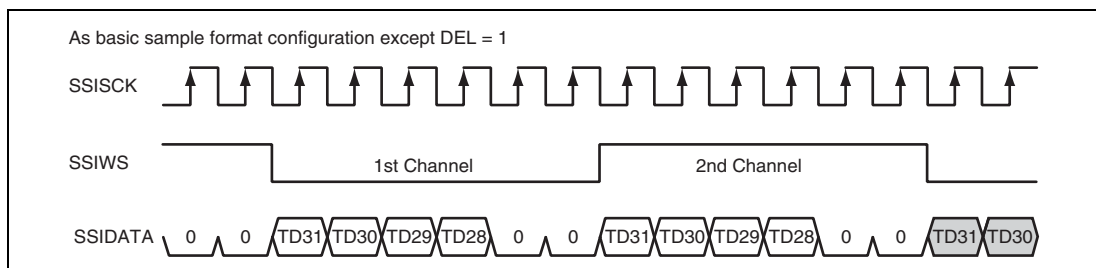 As basic sample format configuration except DEL = 1
SSISCK
SSIWS 1st Channel 2nd Channel
SSIDATA 0 0 TD31 TD30 TD29 TD28 0 0 TD31 TD30 TD29 TD28 0 0 TD31 TD30